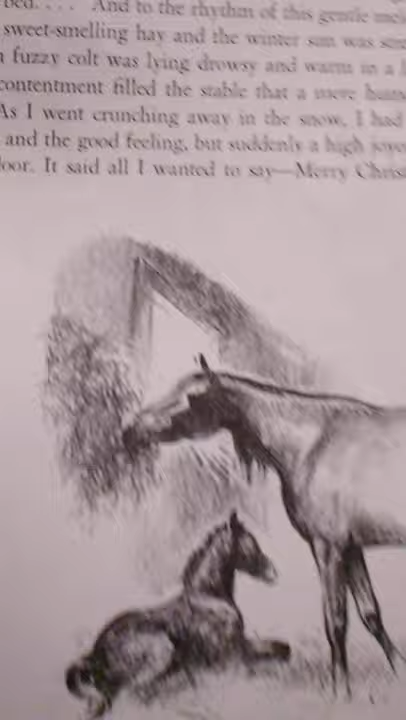 bed. . . . And to the rhythm of this gentle
sweet-smelling hay and the winter sun was
fuzzy colt was lying drowsy and warm in a
contentment filled the stable that a mere
As I went crunching away in the snow, I had
and the good feeling, but suddenly a high
oor. It said all I wanted to say—Merry Chris